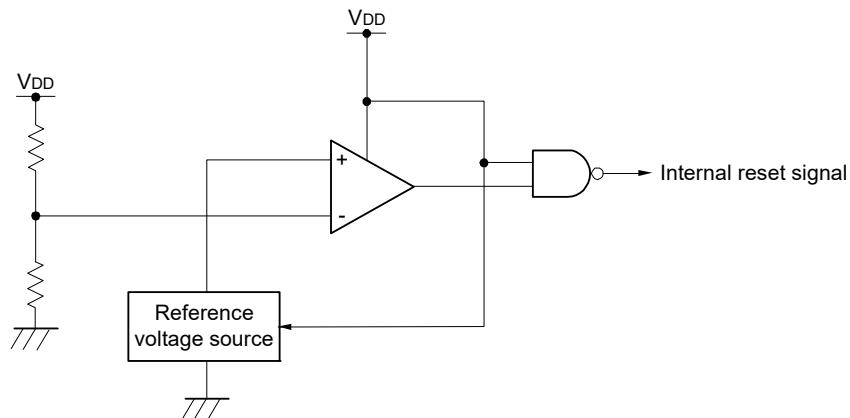 VDD
VDD
+
-
Internal reset signal
Reference
voltage source